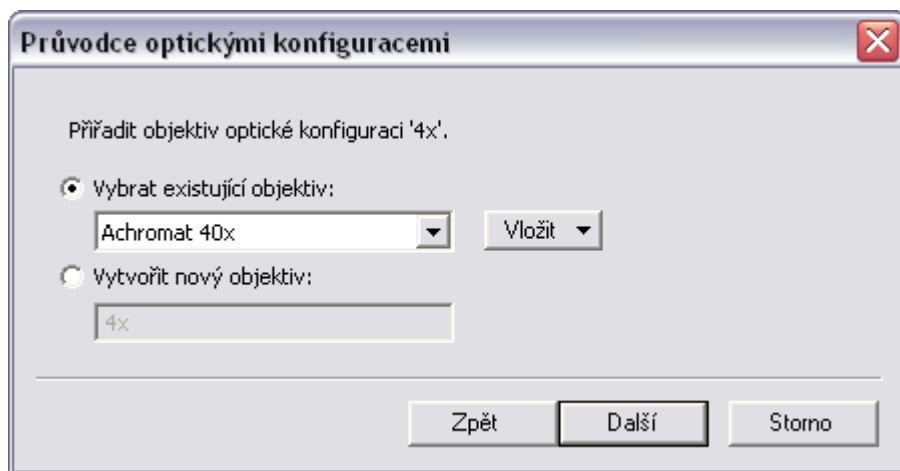 Průvodce optickými konfiguracemi
Přiřadit objektiv optické konfiguraci '4x'.
Vybrat existující objektiv:
Achromat 40x
Vložit
Vytvořit nový objektiv:
4x
Zpět
Další
Storno